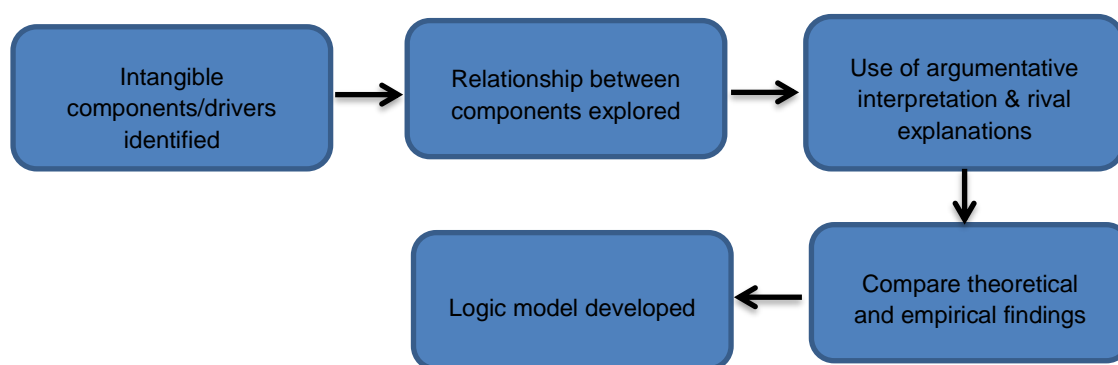 Intangible
components/drivers
identified
Relationship between
components explored
Use of argumentative
interpretation & rival
explanations
Compare theoretical
and empirical findings
Logic model developed